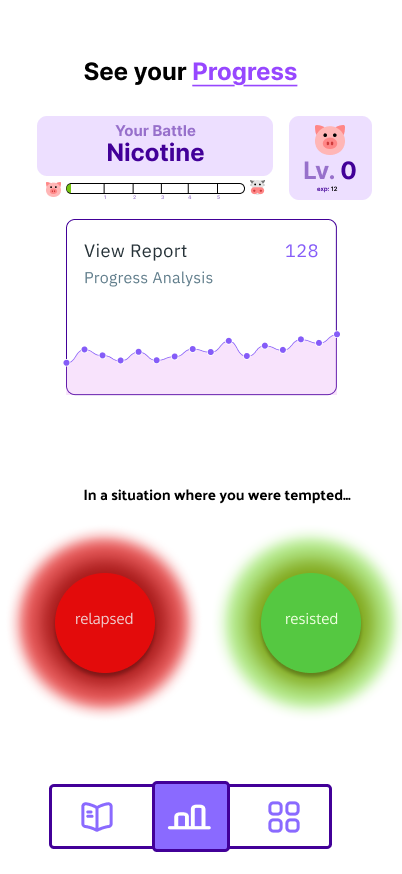 See your Progress
Your Battle
Nicotine
Lv. 0
exp: 12
1 2 3 4 5
View Report 128
Progress Analysis
In a situation where you were tempted...
relapsed
resisted